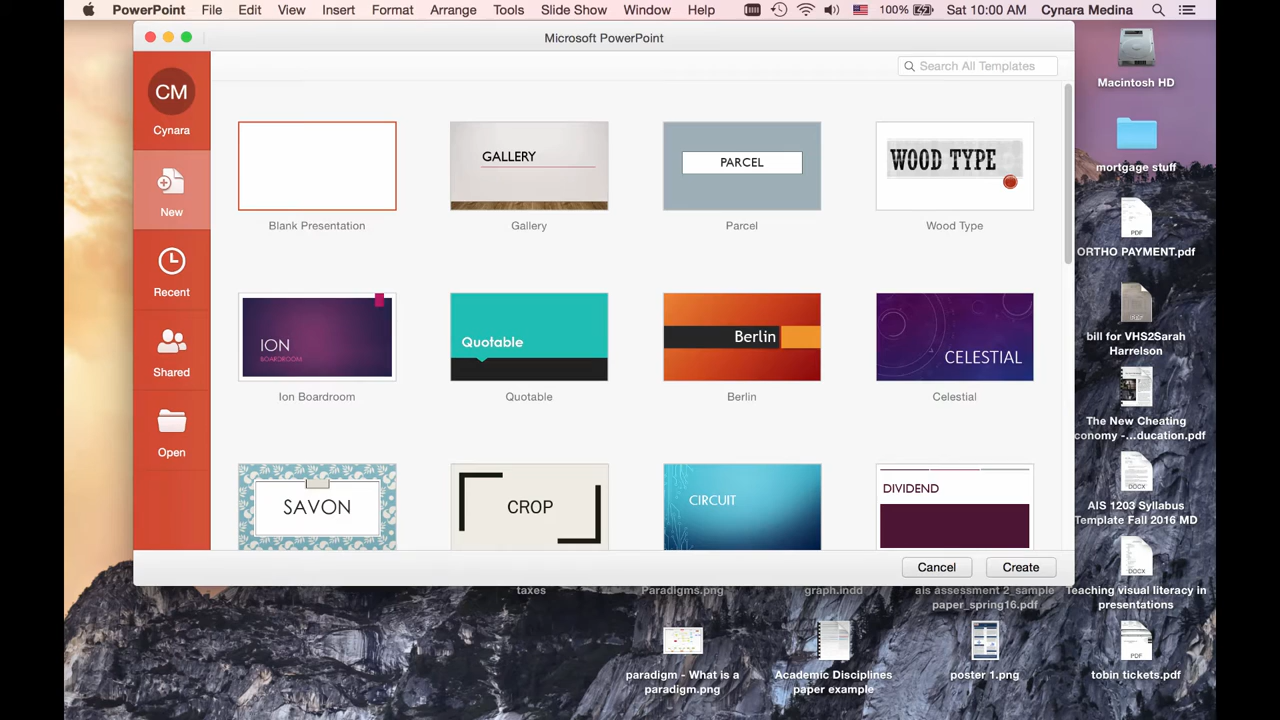 PowerPoint File Edit View Insert Format Arrange Tools Slide Show Window Help 100% Sat 10:00 AM Cynara Medina
Microsoft PowerPoint
Search All Templates
CM
Cynara
New
Recent
Shared
Open
GALLERY
PARCEL
WOOD TYPE
Blank Presentation
Gallery
Parcel
Wood Type
ION
BOARDROOM
Quotable
Berlin
CELESTIAL
Ion Boardroom
Quotable
Berlin
Celestial
SAVON
CROP
CIRCUIT
DIVIDEND
Cancel
Create
Macintosh HD
mortgage stuff
PDF
ORTHO PAYMENT.pdf
bill for VHS2Sarah
Harrelson
The New Cheating
conomy -...ducation.pdf
DOCX
AIS 1203 Syllabus
Template Fall 2016 MD
DOCX
Teaching visual literacy in
presentations
PDF
tobin tickets.pdf
taxes
Paradigms.png
graph.indd
ais assessment 2_sample
paper_spring16.pdf
paradigm - What is a
paradigm.png
Academic Disciplines
paper example
poster 1.png